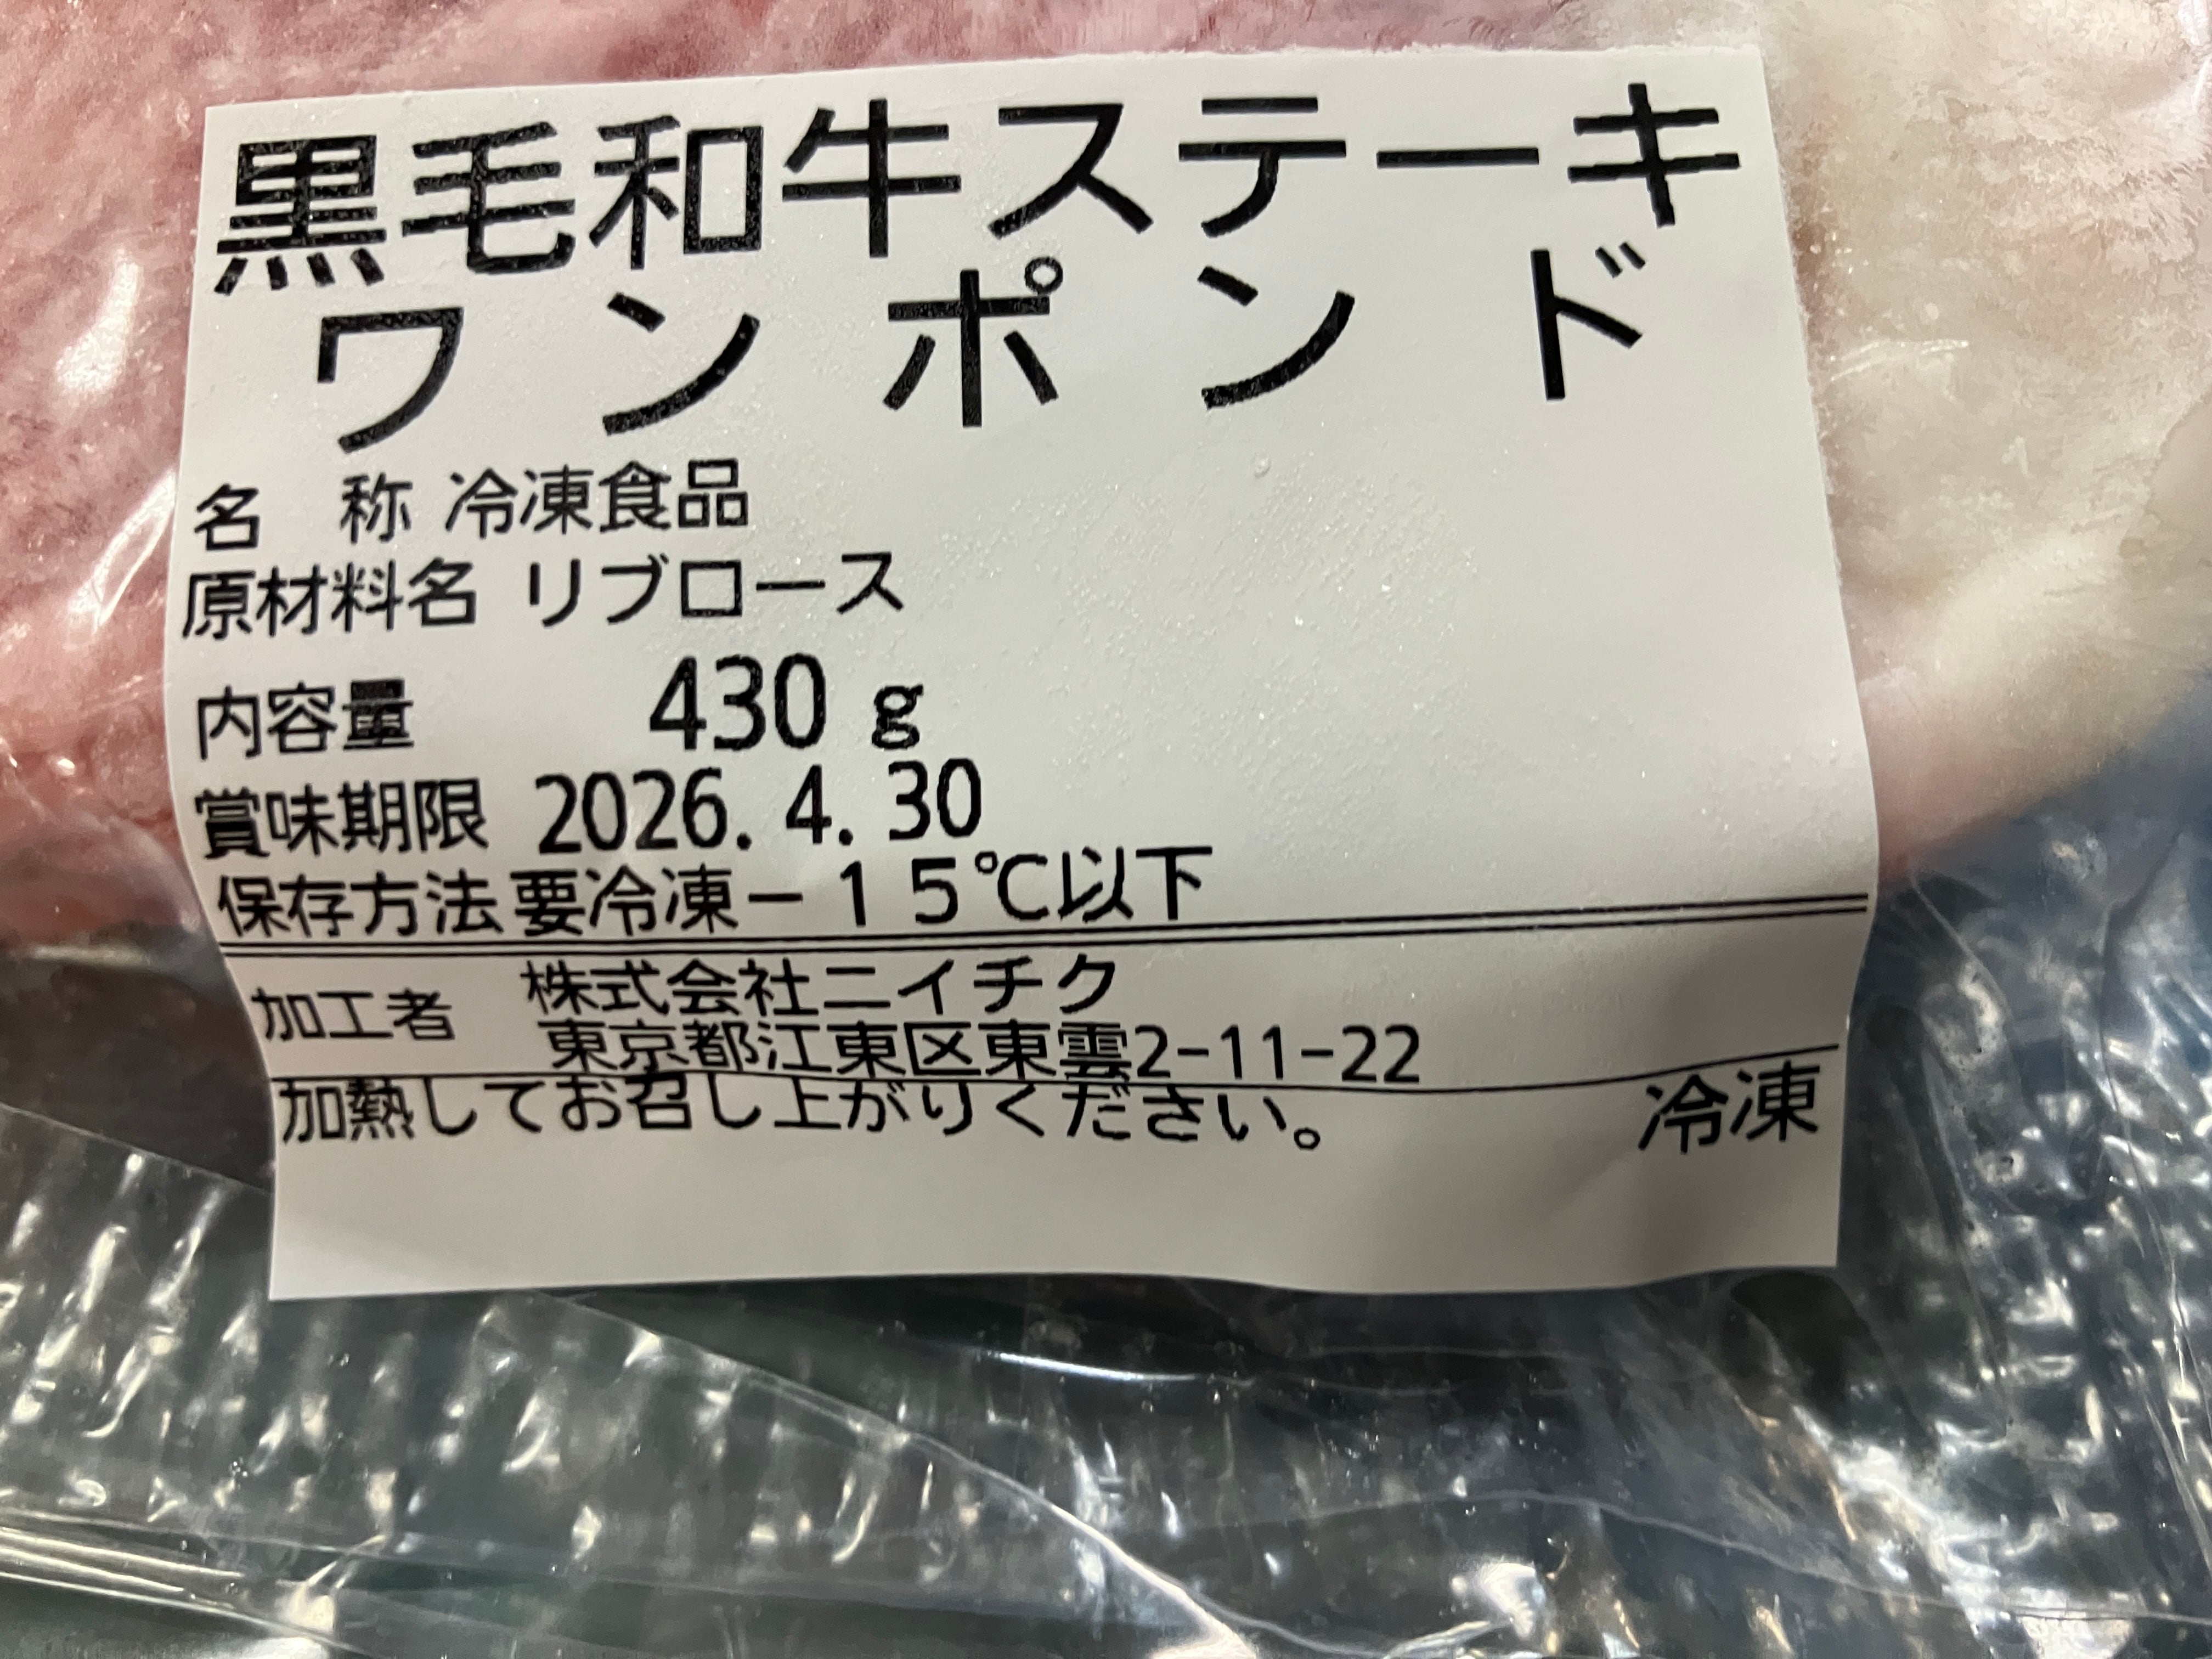 黒毛和牛ステーキ
ワンポンド
名　称 冷凍食品
原材料名 リブロース
内容量 430 g
賞味期限 2026. 4. 30
保存方法 要冷凍－１５℃以下
加工者 株式会社ニイチク
東京都江東区東雲2-11-22
加熱してお召し上がりください。
冷凍